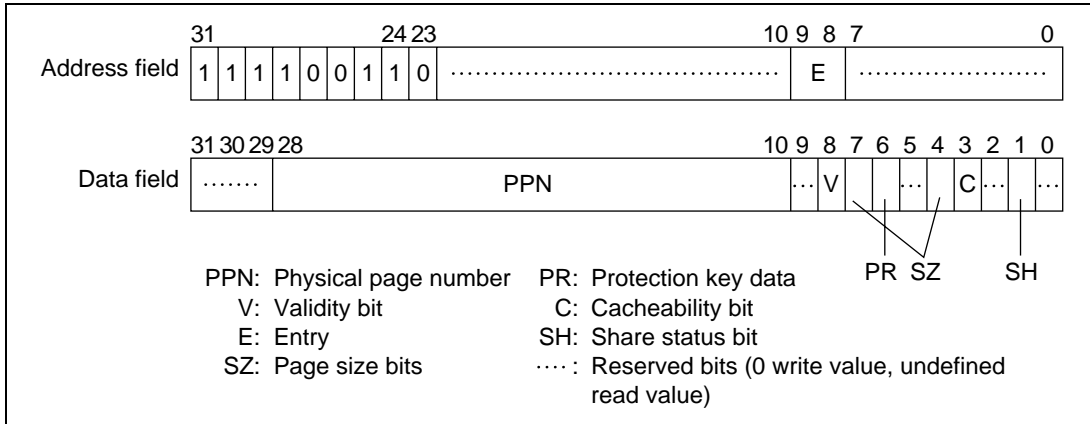 31 24 23 10 9 8 7 0
Address field 1 1 1 1 0 0 1 1 0 ........................................ E ........................
31 30 29 28 10 9 8 7 6 5 4 3 2 1 0
Data field ....... PPN ... V ... C ... ...
PR SZ SH
PPN: Physical page number PR: Protection key data
V: Validity bit C: Cacheability bit
E: Entry SH: Share status bit
SZ: Page size bits ····: Reserved bits (0 write value, undefined
read value)